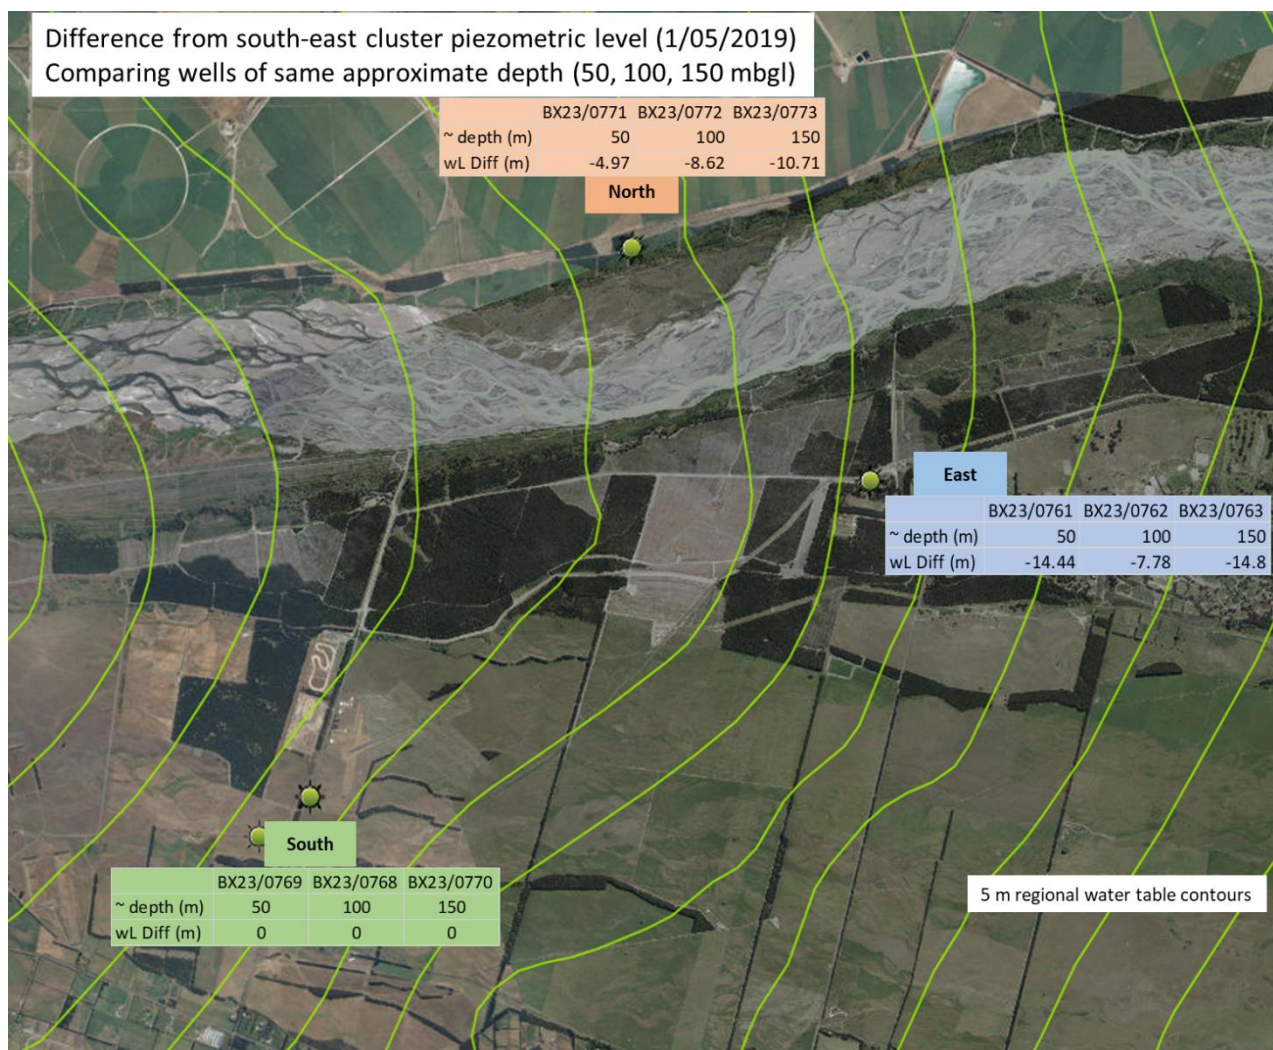 Difference from south-east cluster piezometric level (1/05/2019)
Comparing wells of same approximate depth (50, 100, 150 mbgl)
BX23/0771 BX23/0772 BX23/0773
~ depth (m) 50 100 150
wL Diff (m) -4.97 -8.62 -10.71
North
East
BX23/0761 BX23/0762 BX23/0763
~ depth (m) 50 100 150
wL Diff (m) -14.44 -7.78 -14.8
South
BX23/0769 BX23/0768 BX23/0770
~ depth (m) 50 100 150
wL Diff (m) 0 0 0
5 m regional water table contours